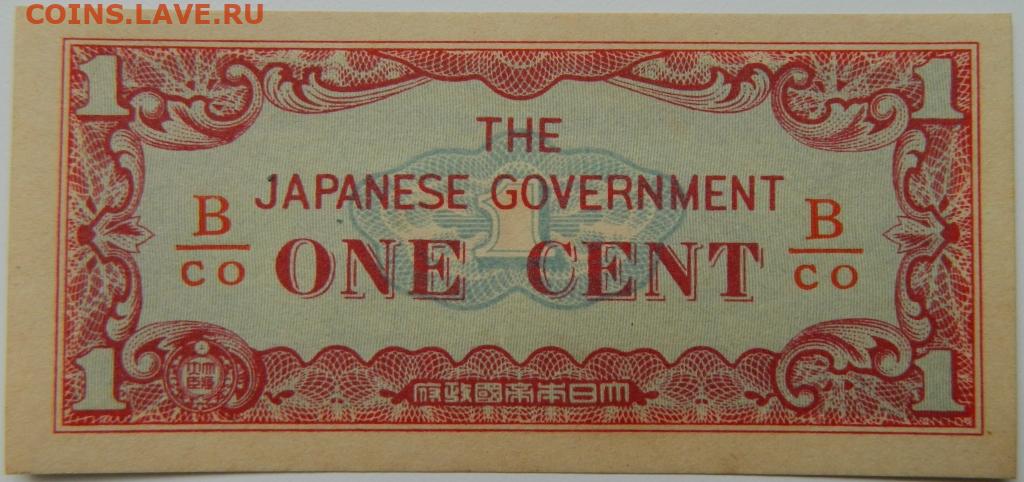 COINS.LAVE.RU
1 1
THE
JAPANESE GOVERNMENT
B B
CO 1 CO
ONE CENT
1 1
府政國帝本日大